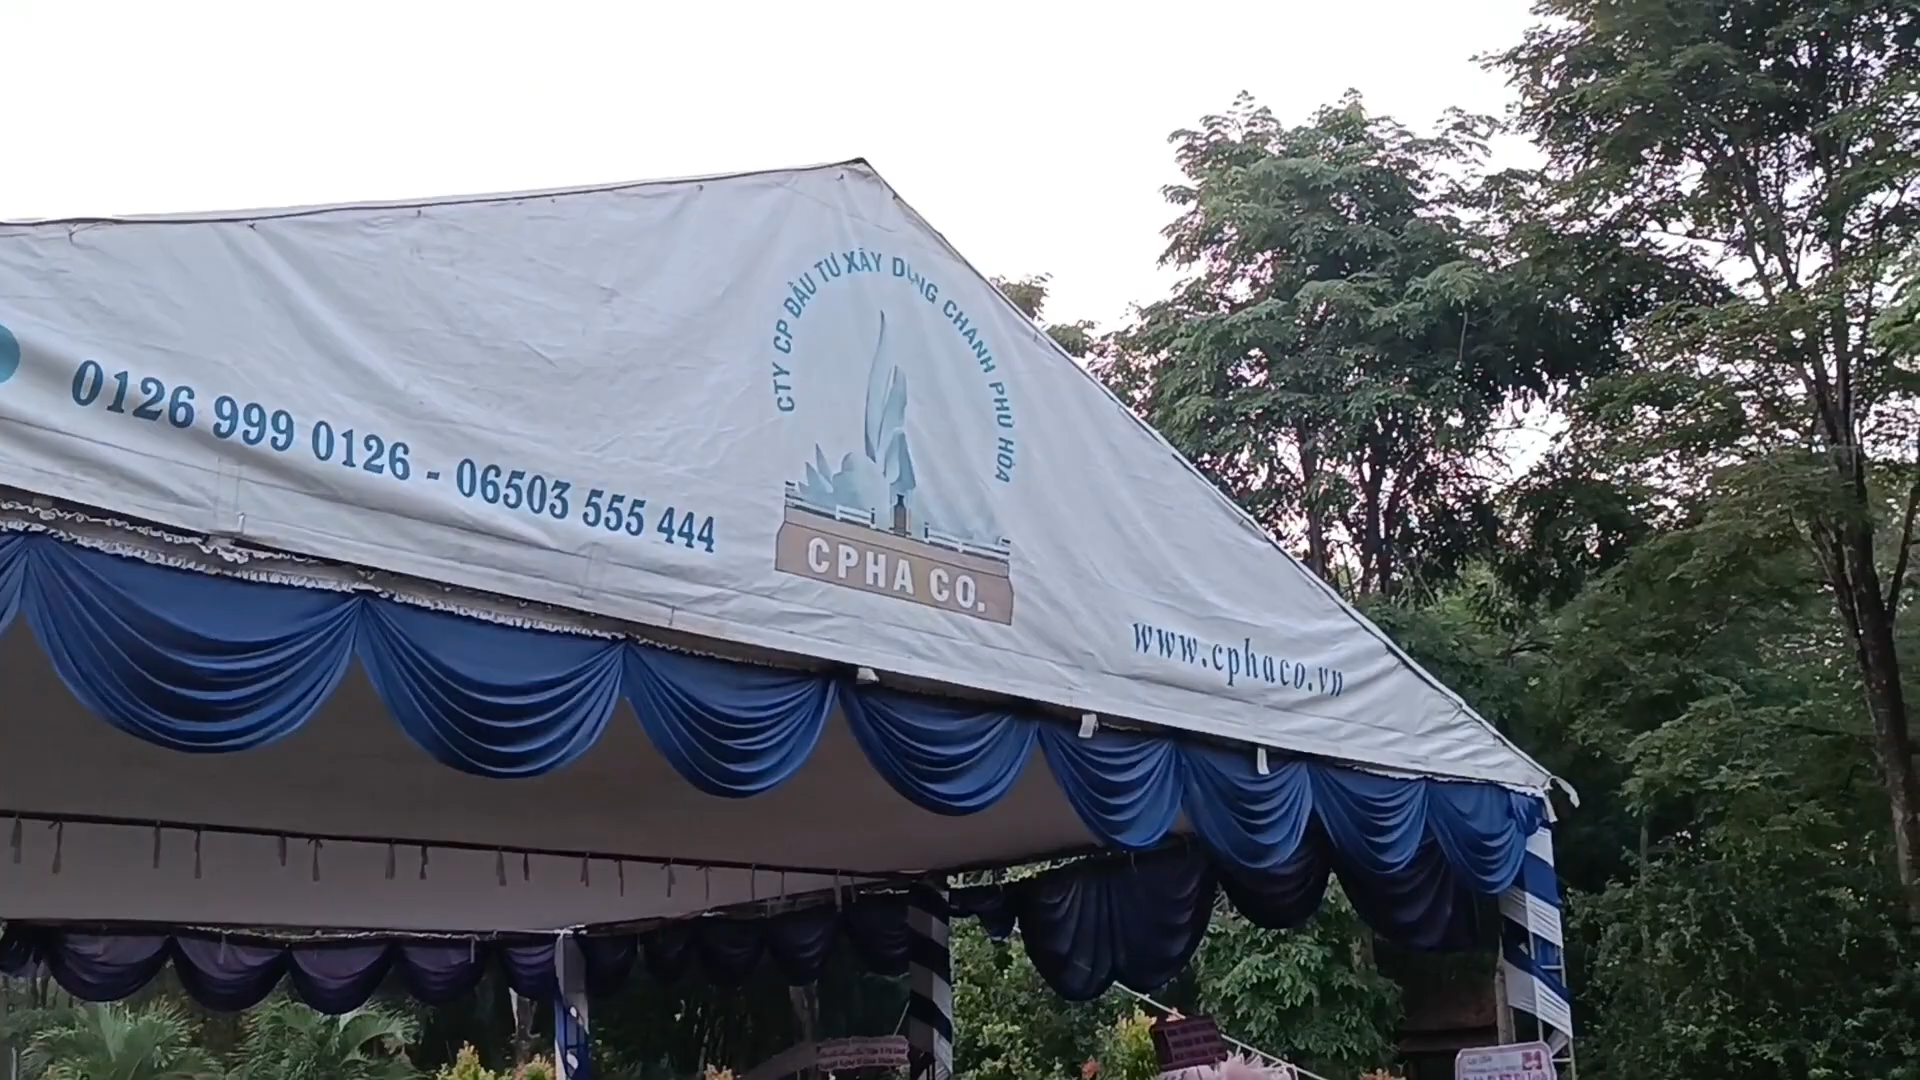 0126 999 0126 - 06503 555 444
CTY CP ĐẦU TƯ XÂY DỰNG CHÁNH PHÚ HÒA
CPHA CO.
www.cphaco.vn